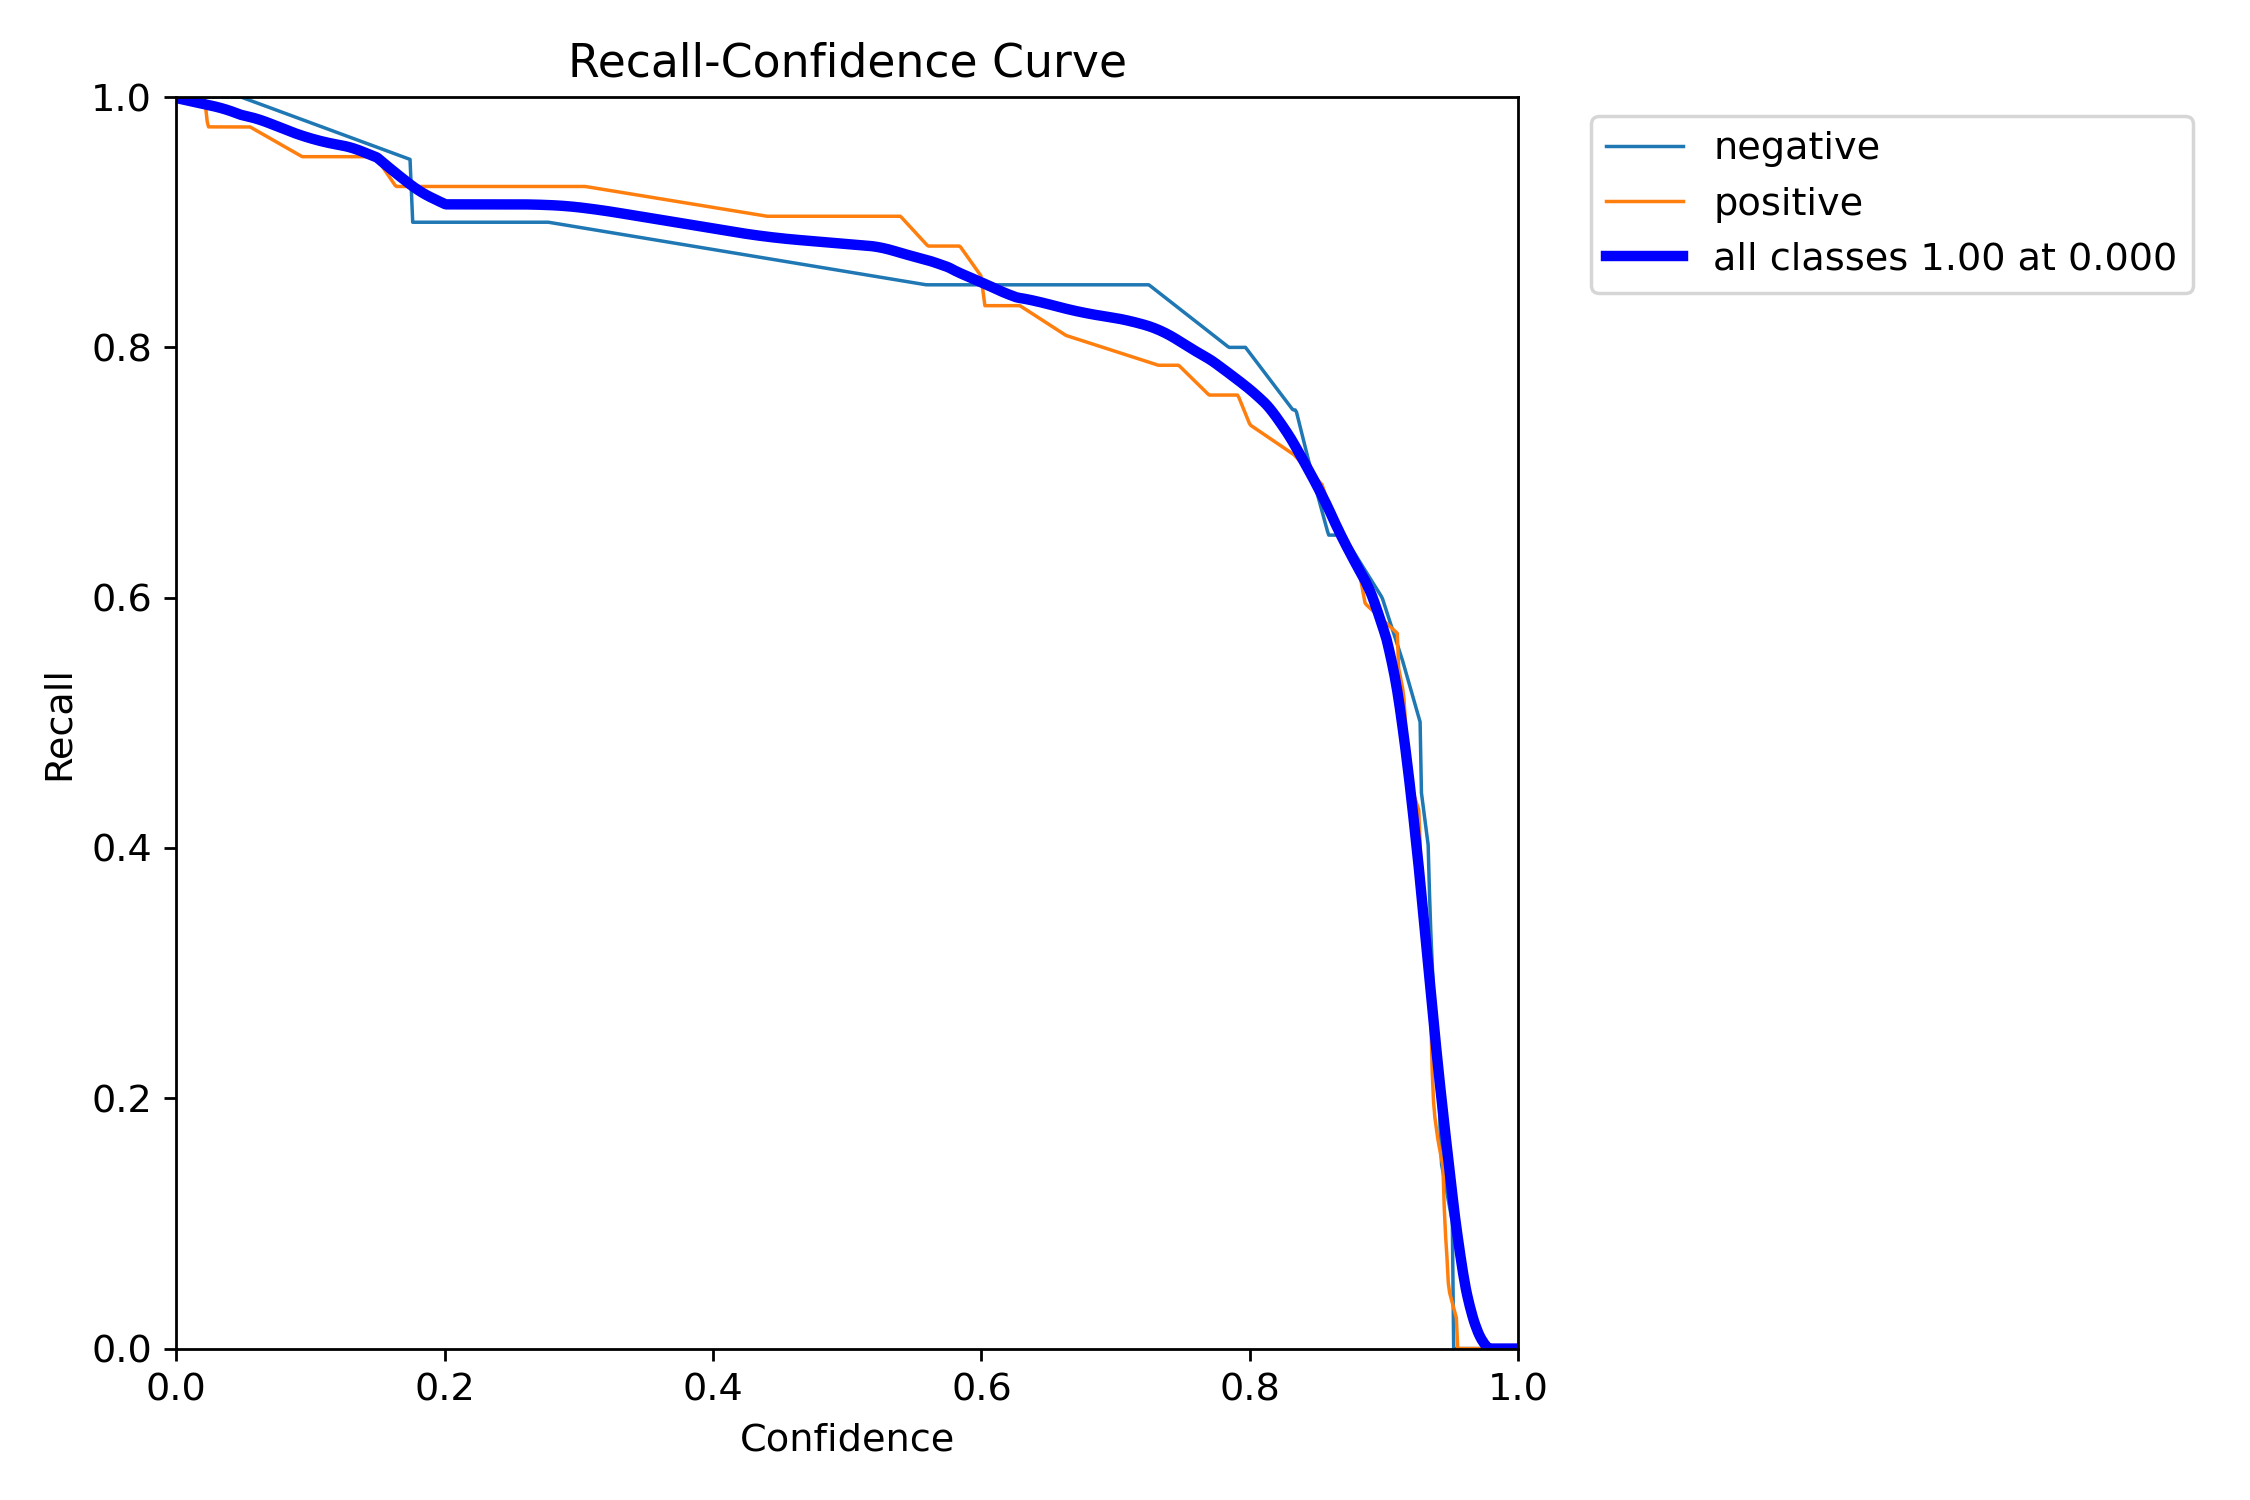 Recall-Confidence Curve
negative
positive
all classes 1.00 at 0.000
1.0
0.8
0.6
0.4
0.2
0.0
Recall
0.0 0.2 0.4 0.6 0.8 1.0
Confidence